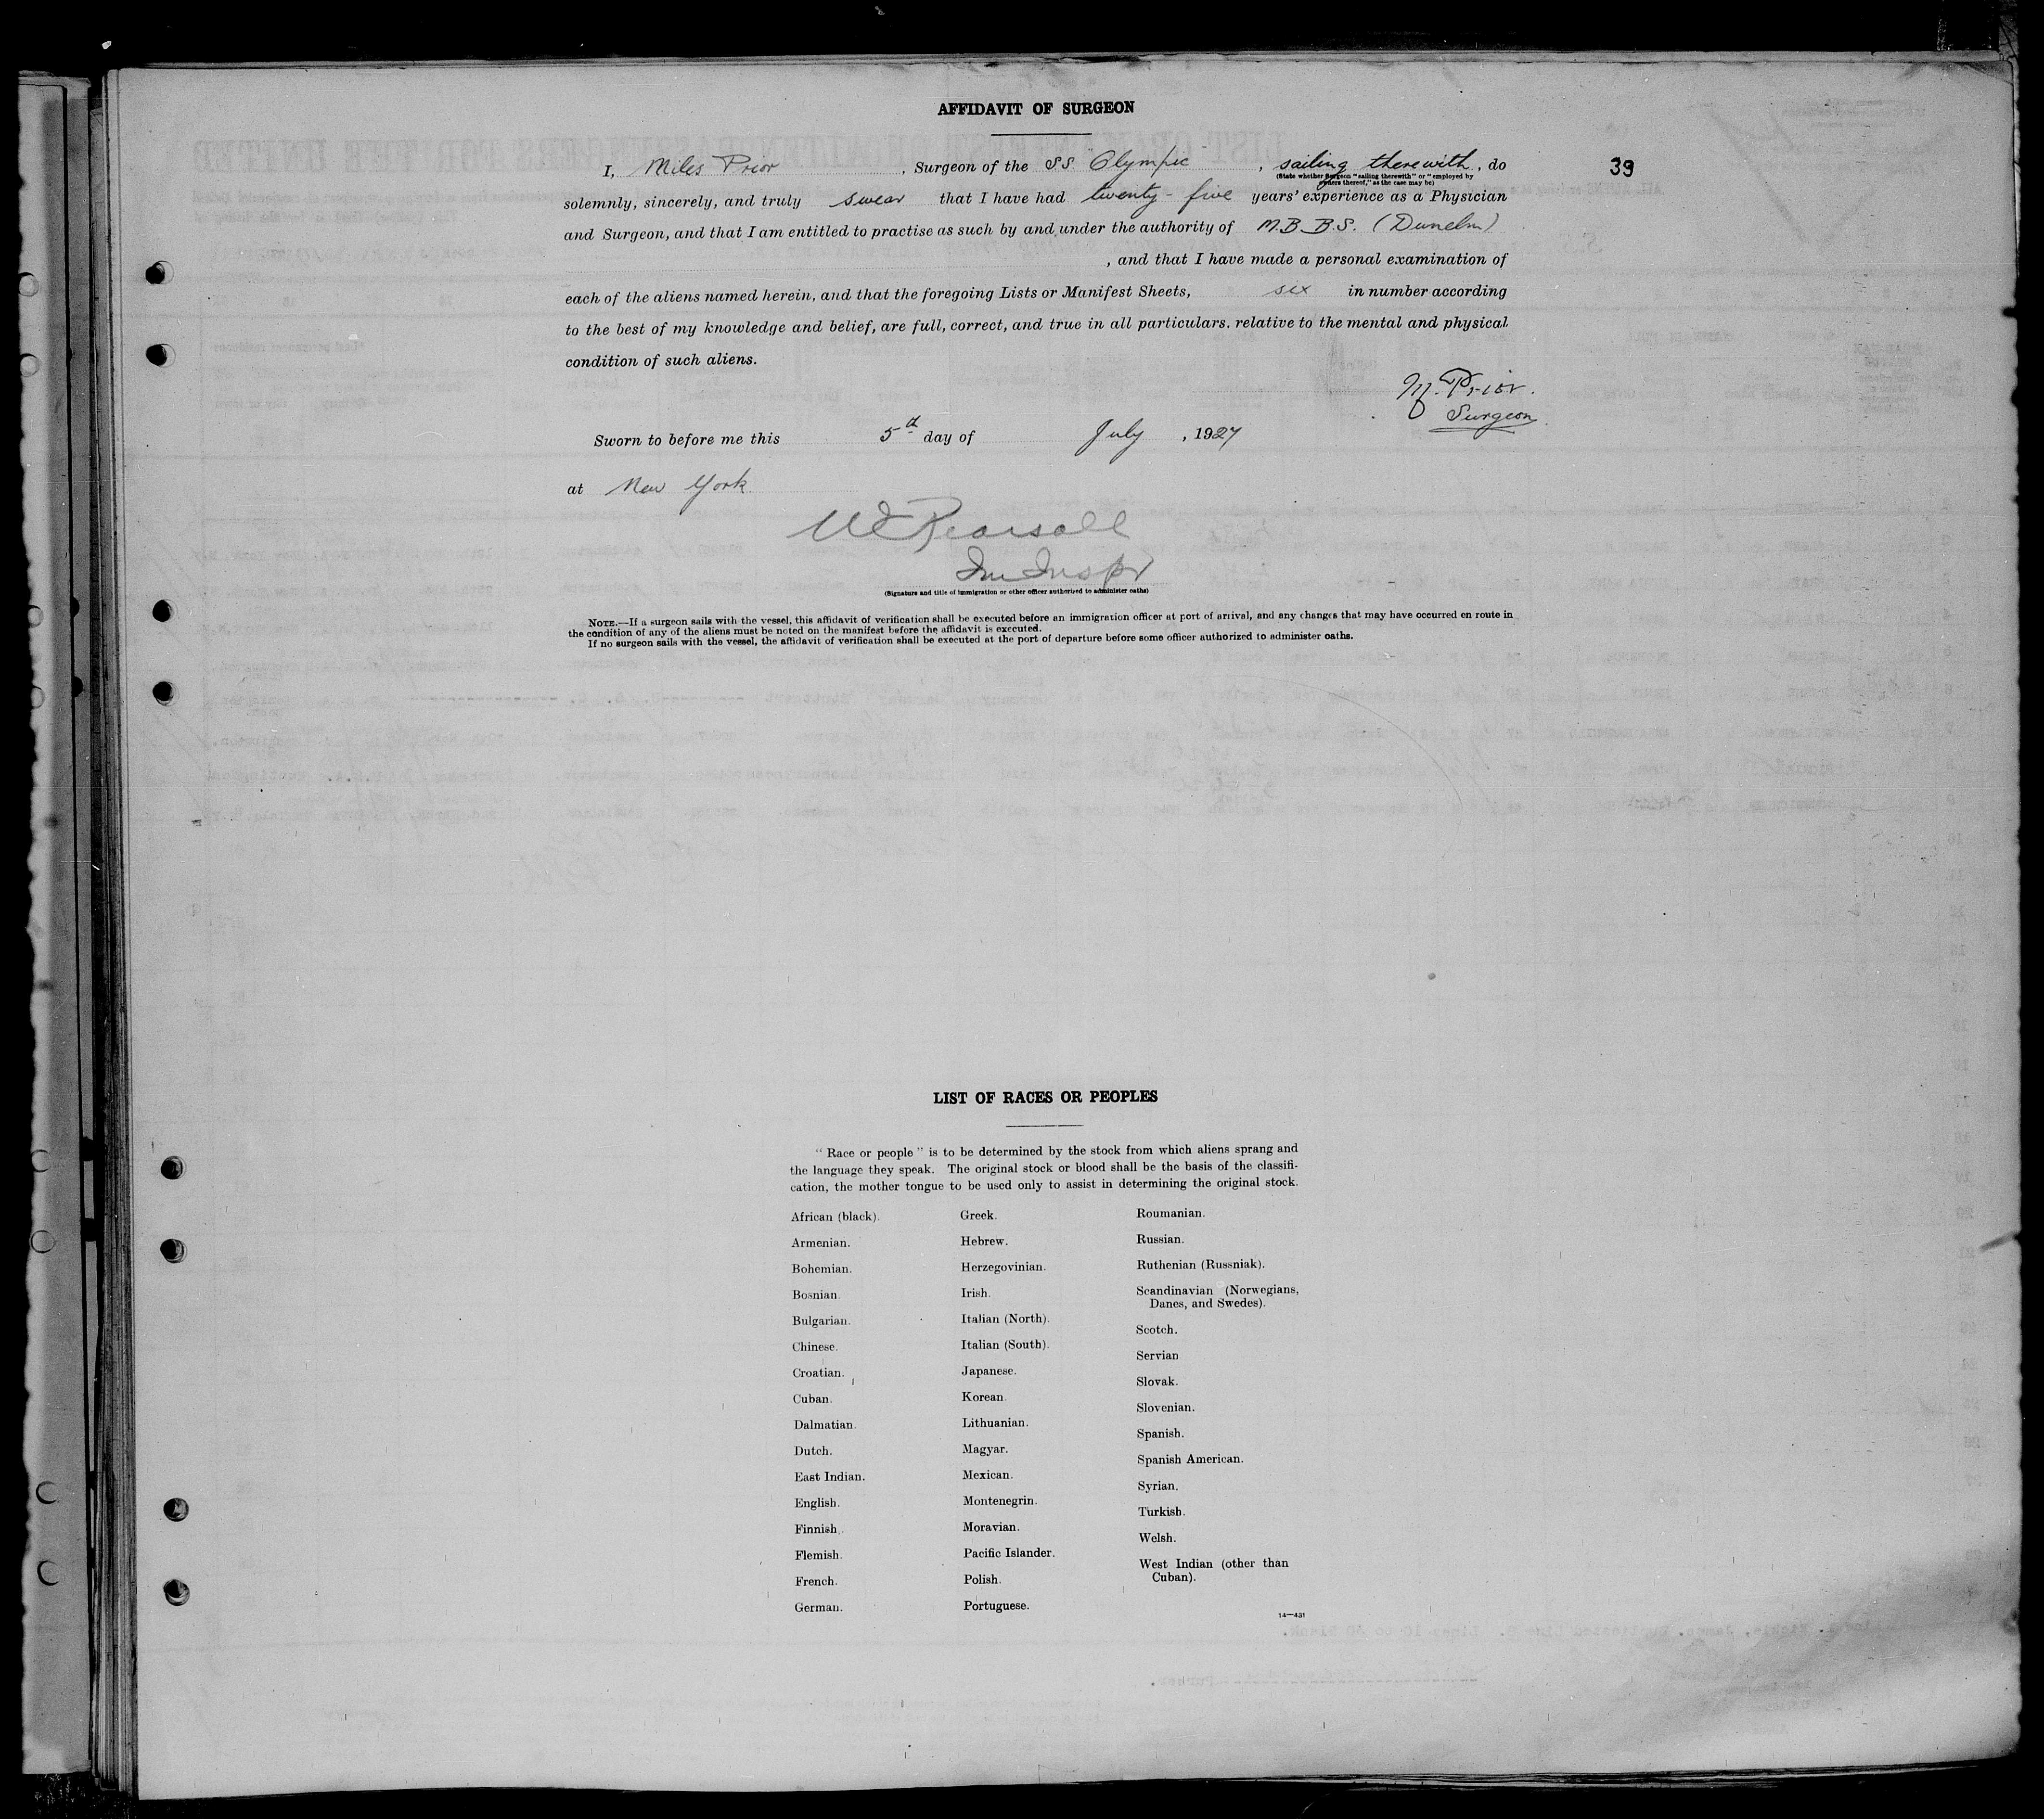 AFFIDAVIT OF SURGEON
I, Miles Prior, Surgeon of the SS. Olympic, sailing therewith, do
39
(State whether Surgeon "sailing therewith" or "employed by
owners thereof," as the case may be)
solemnly, sincerely, and truly swear that I have had twenty-five years' experience as a Physician
and Surgeon, and that I am entitled to practise as such by and under the authority of M.B.B.S. (Dunelm)
, and that I have made a personal examination of
each of the aliens named herein, and that the foregoing Lists or Manifest Sheets, six in number according
to the best of my knowledge and belief, are full, correct, and true in all particulars. relative to the mental and physical
condition of such aliens.
M. Prior.
Surgeon
Sworn to before me this 5th day of July, 1927
at New York
Pearsall
Im Inspr
(Signature and title of immigration or other officer authorized to administer oaths)
NOTE.—If a surgeon sails with the vessel, this affidavit of verification shall be executed before an immigration officer at port of arrival, and any changes that may have occurred en route in
the condition of any of the aliens must be noted on the manifest before the affidavit is executed.
If no surgeon sails with the vessel, the affidavit of verification shall be executed at the port of departure before some officer authorized to administer oaths.
LIST OF RACES OR PEOPLES
"Race or people" is to be determined by the stock from which aliens sprang and
the language they speak. The original stock or blood shall be the basis of the classifi-
cation, the mother tongue to be used only to assist in determining the original stock.
African (black).
Armenian.
Bohemian.
Bosnian.
Bulgarian.
Chinese.
Croatian.
Cuban.
Dalmatian.
Dutch.
East Indian.
English.
Finnish.
Flemish.
French.
German.
Greek.
Hebrew.
Herzegovinian.
Irish.
Italian (North).
Italian (South).
Japanese.
Korean.
Lithuanian.
Magyar.
Mexican.
Montenegrin.
Moravian.
Pacific Islander.
Polish.
Portuguese.
Roumanian.
Russian.
Ruthenian (Russniak).
Scandinavian (Norwegians,
Danes, and Swedes).
Scotch.
Servian
Slovak.
Slovenian.
Spanish.
Spanish American.
Syrian.
Turkish.
Welsh.
West Indian (other than
Cuban).
14—431